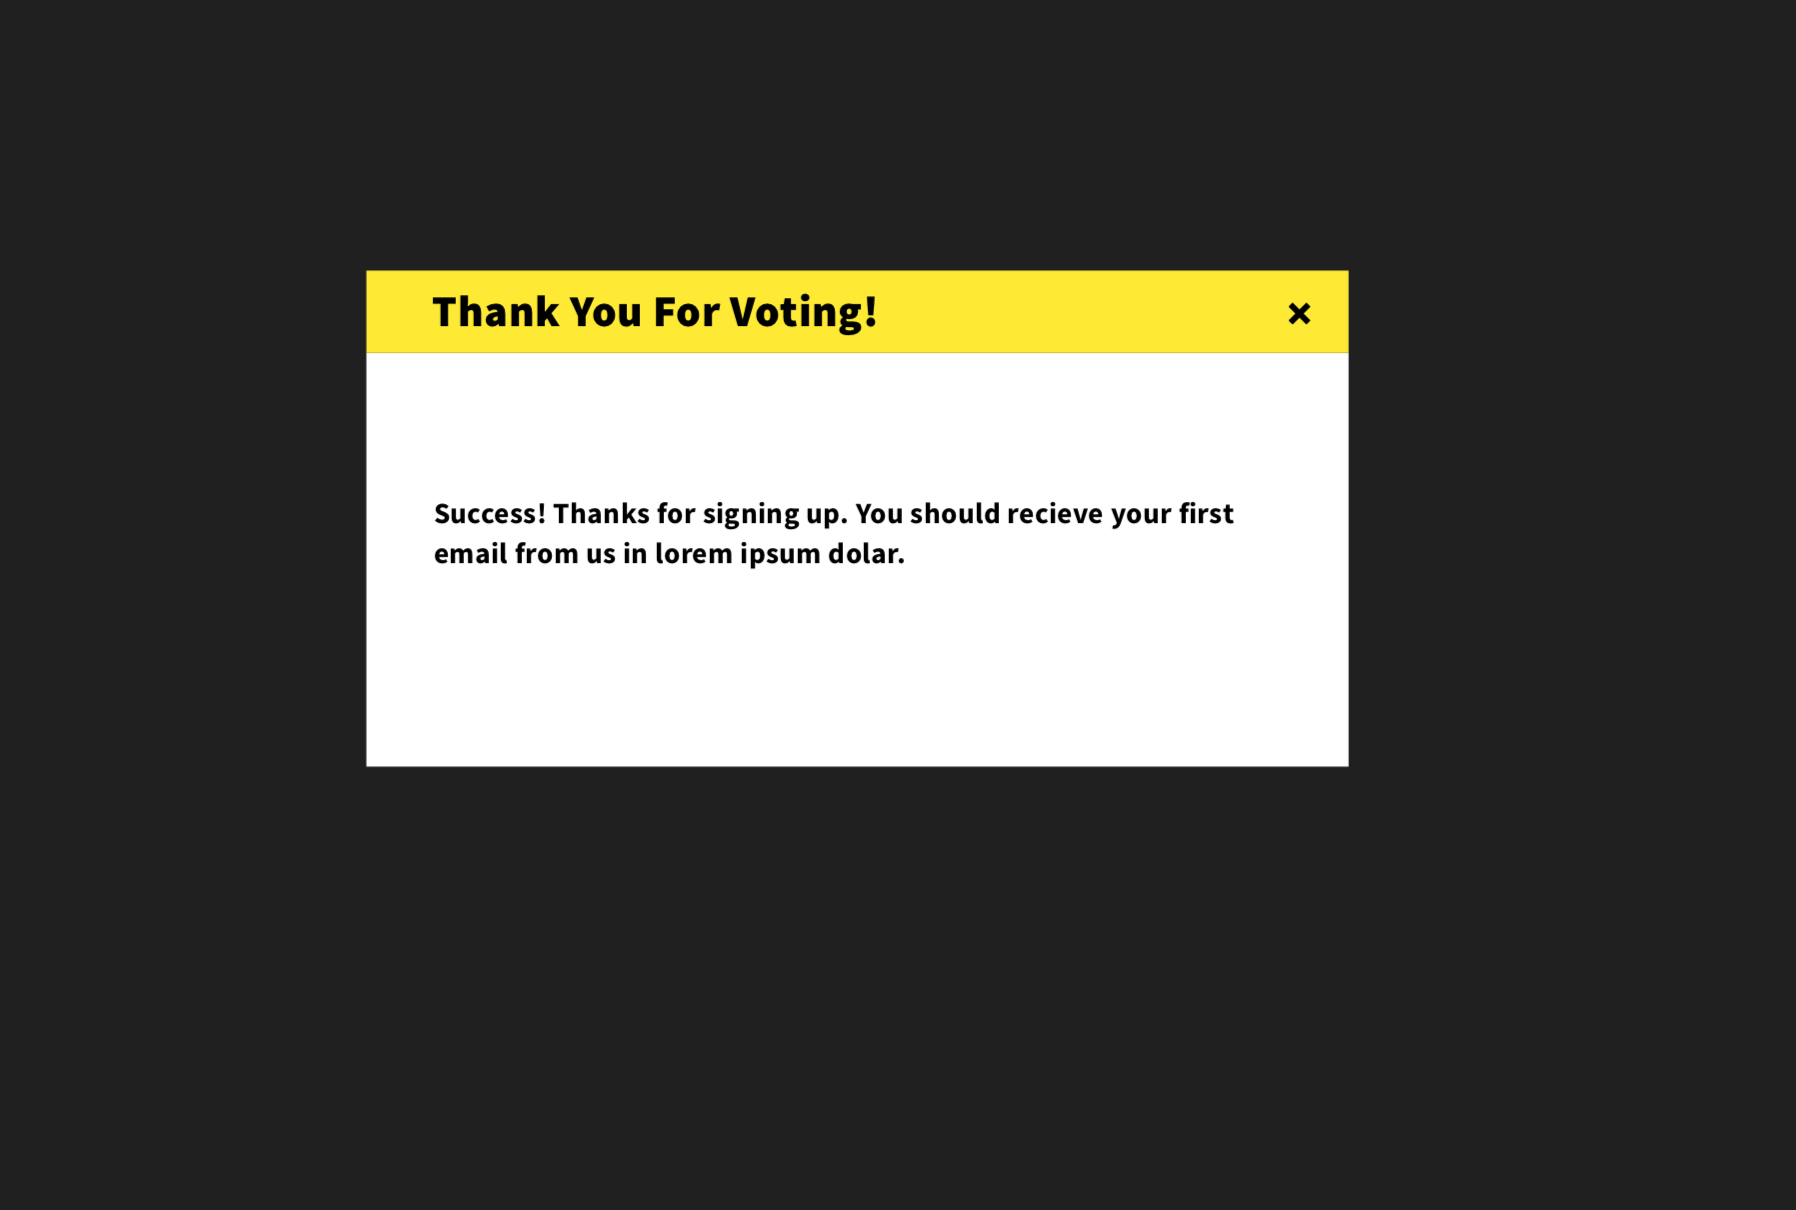 Thank You For Voting!
Success! Thanks for signing up. You should recieve your first
email from us in lorem ipsum dolar.